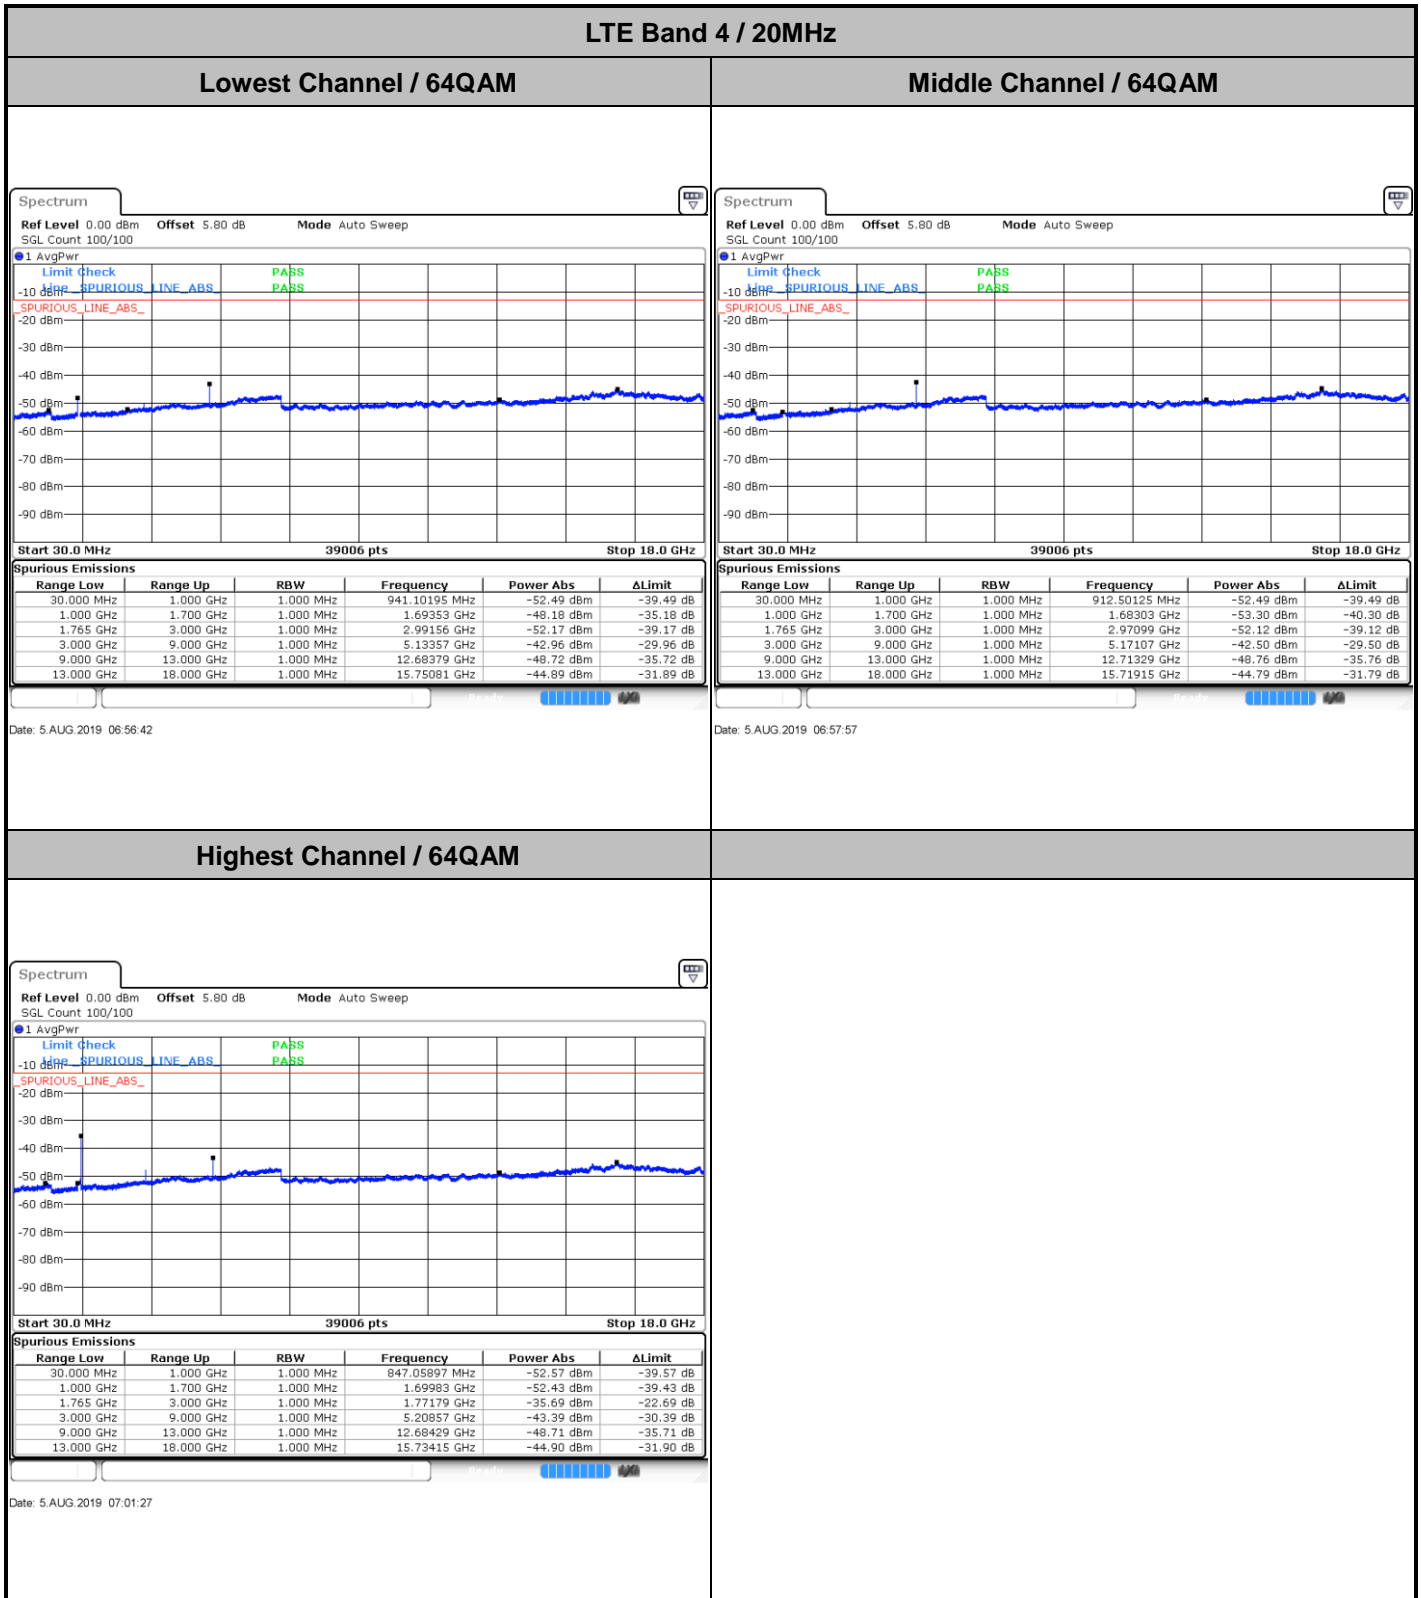 LTE Band 4 / 20MHz
Lowest Channel / 64QAM
Middle Channel / 64QAM
Spectrum
Ref Level 0.00 dBm Offset 5.80 dB Mode Auto Sweep
SGL Count 100/100
1 AvgPwr
Limit Check PASS
Line _SPURIOUS_LINE_ABS_ PASS
-10 dBm
_SPURIOUS_LINE_ABS_
-20 dBm
-30 dBm
-40 dBm
-50 dBm
-60 dBm
-70 dBm
-80 dBm
-90 dBm
Start 30.0 MHz 39006 pts Stop 18.0 GHz
Spurious Emissions
Range Low Range Up RBW Frequency Power Abs ΔLimit
30.000 MHz 1.000 GHz 1.000 MHz 941.10195 MHz -52.49 dBm -39.49 dB
1.000 GHz 1.700 GHz 1.000 MHz 1.69353 GHz -48.18 dBm -35.18 dB
1.765 GHz 3.000 GHz 1.000 MHz 2.99156 GHz -52.17 dBm -39.17 dB
3.000 GHz 9.000 GHz 1.000 MHz 5.13357 GHz -42.96 dBm -29.96 dB
9.000 GHz 13.000 GHz 1.000 MHz 12.68379 GHz -48.72 dBm -35.72 dB
13.000 GHz 18.000 GHz 1.000 MHz 15.75081 GHz -44.89 dBm -31.89 dB
Ready
Date: 5.AUG.2019 06:56:42
Spectrum
Ref Level 0.00 dBm Offset 5.80 dB Mode Auto Sweep
SGL Count 100/100
1 AvgPwr
Limit Check PASS
Line _SPURIOUS_LINE_ABS_ PASS
-10 dBm
_SPURIOUS_LINE_ABS_
-20 dBm
-30 dBm
-40 dBm
-50 dBm
-60 dBm
-70 dBm
-80 dBm
-90 dBm
Start 30.0 MHz 39006 pts Stop 18.0 GHz
Spurious Emissions
Range Low Range Up RBW Frequency Power Abs ΔLimit
30.000 MHz 1.000 GHz 1.000 MHz 912.50125 MHz -52.49 dBm -39.49 dB
1.000 GHz 1.700 GHz 1.000 MHz 1.68303 GHz -53.30 dBm -40.30 dB
1.765 GHz 3.000 GHz 1.000 MHz 2.97099 GHz -52.12 dBm -39.12 dB
3.000 GHz 9.000 GHz 1.000 MHz 5.17107 GHz -42.50 dBm -29.50 dB
9.000 GHz 13.000 GHz 1.000 MHz 12.71329 GHz -48.76 dBm -35.76 dB
13.000 GHz 18.000 GHz 1.000 MHz 15.71915 GHz -44.79 dBm -31.79 dB
Ready
Date: 5.AUG.2019 06:57:57
Highest Channel / 64QAM
Spectrum
Ref Level 0.00 dBm Offset 5.80 dB Mode Auto Sweep
SGL Count 100/100
1 AvgPwr
Limit Check PASS
Line _SPURIOUS_LINE_ABS_ PASS
-10 dBm
_SPURIOUS_LINE_ABS_
-20 dBm
-30 dBm
-40 dBm
-50 dBm
-60 dBm
-70 dBm
-80 dBm
-90 dBm
Start 30.0 MHz 39006 pts Stop 18.0 GHz
Spurious Emissions
Range Low Range Up RBW Frequency Power Abs ΔLimit
30.000 MHz 1.000 GHz 1.000 MHz 847.05897 MHz -52.57 dBm -39.57 dB
1.000 GHz 1.700 GHz 1.000 MHz 1.69983 GHz -52.43 dBm -39.43 dB
1.765 GHz 3.000 GHz 1.000 MHz 1.77179 GHz -35.69 dBm -22.69 dB
3.000 GHz 9.000 GHz 1.000 MHz 5.20857 GHz -43.39 dBm -30.39 dB
9.000 GHz 13.000 GHz 1.000 MHz 12.68429 GHz -48.71 dBm -35.71 dB
13.000 GHz 18.000 GHz 1.000 MHz 15.73415 GHz -44.90 dBm -31.90 dB
Ready
Date: 5.AUG.2019 07:01:27